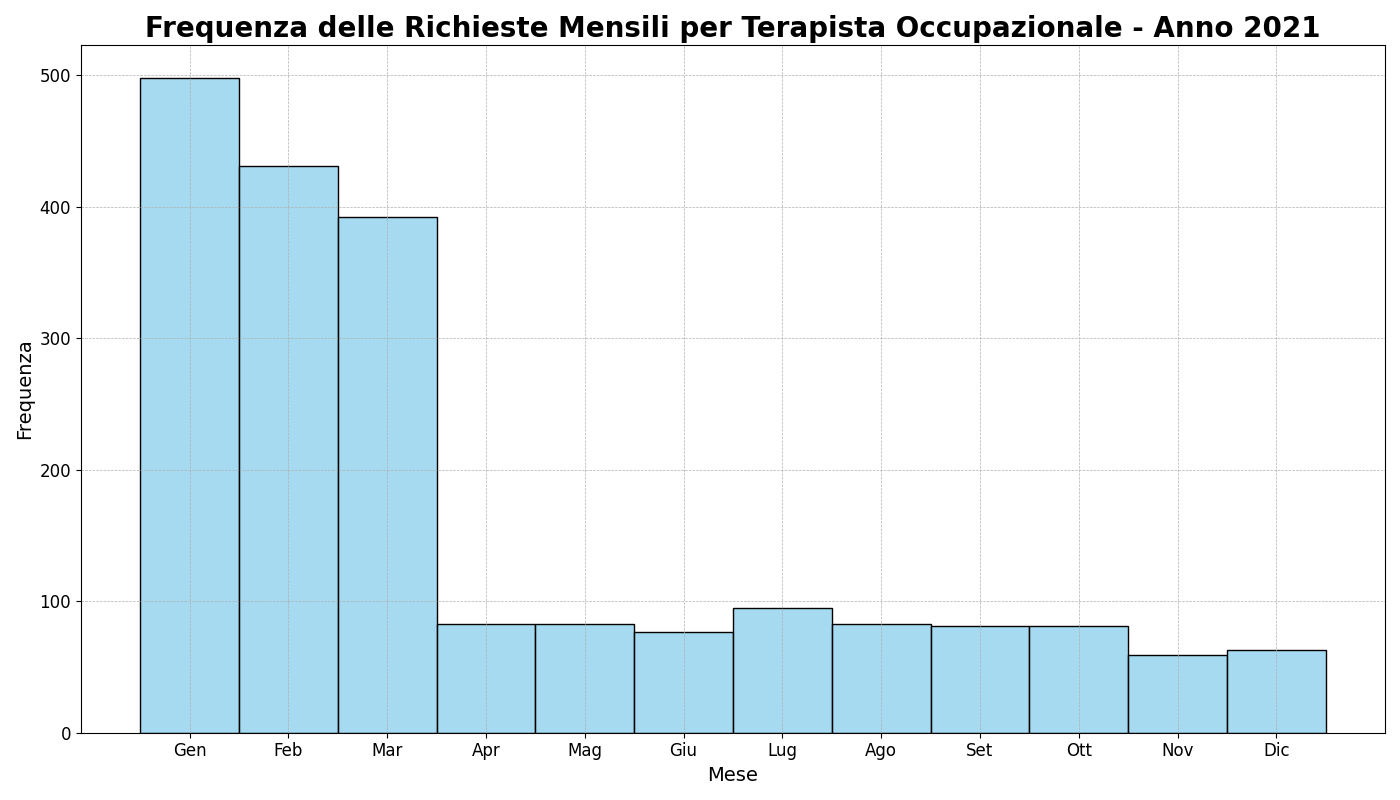 Frequenza delle Richieste Mensili per Terapista Occupazionale - Anno 2021
500
400
300
200
100
0
Frequenza
Gen Feb Mar Apr Mag Giu Lug Ago Set Ott Nov Dic
Mese